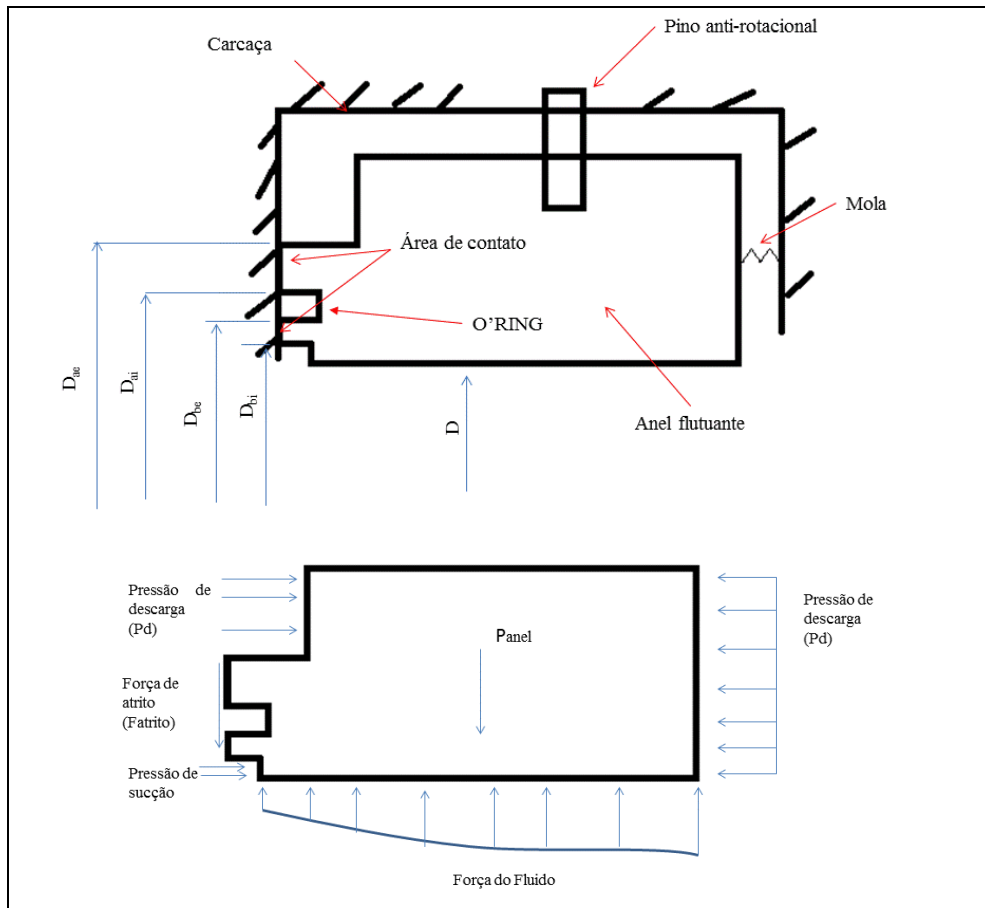 Pino anti-rotacional
Carcaça
Mola
Área de contato
O'RING
Anel flutuante
Dae
Dai
Dbe
Dbi
D
Pressão de
descarga
(Pd)
Panel
Pressão de
descarga
(Pd)
Força de
atrito
(Fatrito)
Pressão de
sucção
Força do Fluido